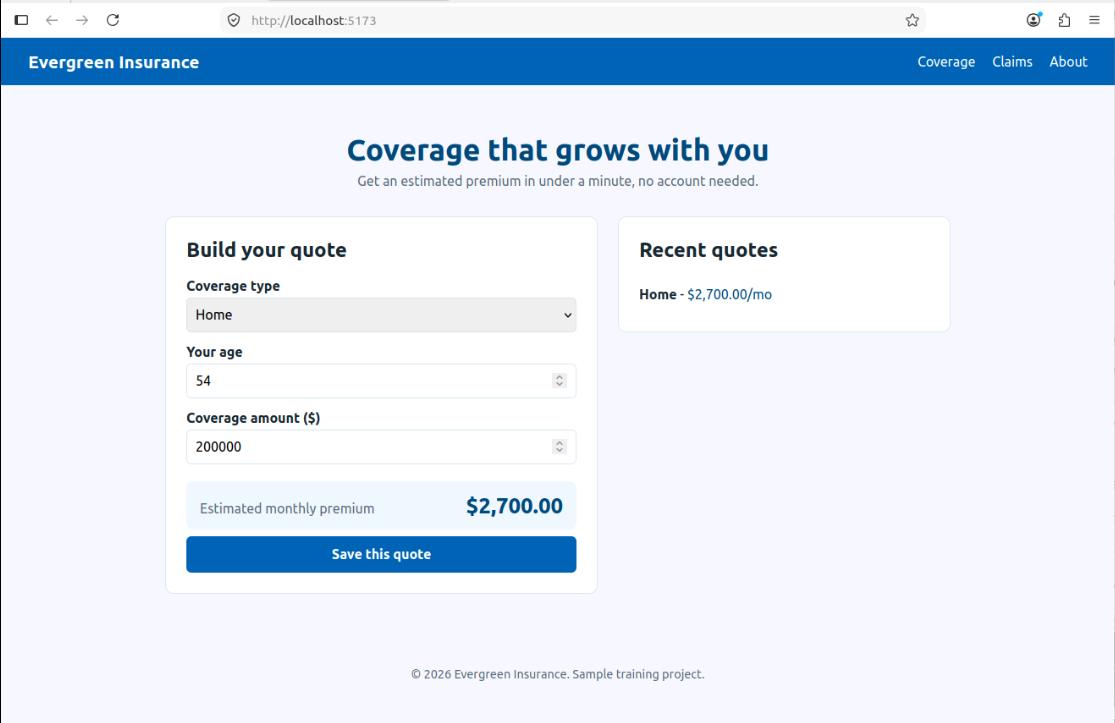 http://localhost:5173
Evergreen Insurance
Coverage Claims About
Coverage that grows with you
Get an estimated premium in under a minute, no account needed.
Build your quote
Coverage type
Home
Your age
54
Coverage amount ($)
200000
Estimated monthly premium $2,700.00
Save this quote
Recent quotes
Home - $2,700.00/mo
© 2026 Evergreen Insurance. Sample training project.